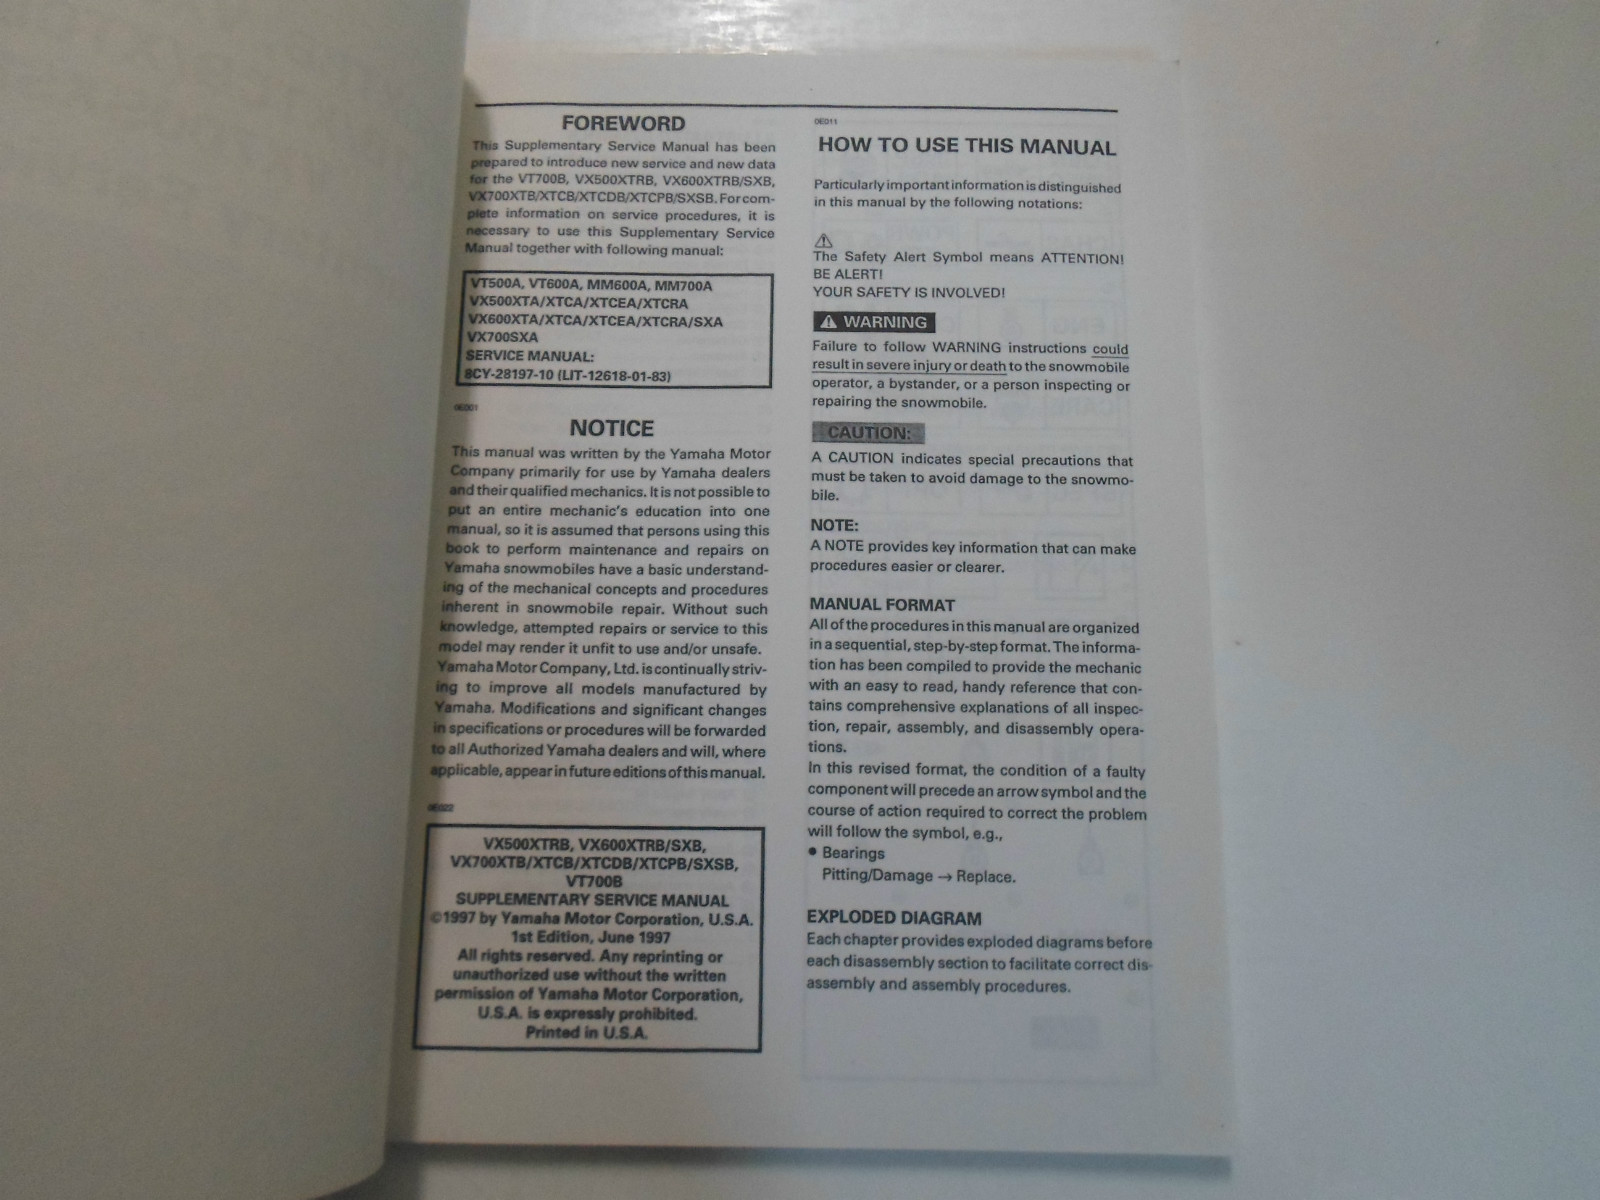 FOREWORD
This Supplementary Service Manual has been
prepared to introduce new service and new data
for the VT700B, VX500XTRB, VX600XTRB/SXB,
VX700XTB/XTCB/XTCDB/XTCPB/SXSB. For com-
plete information on service procedures, it is
necessary to use this Supplementary Service
Manual together with following manual:
VT500A, VT600A, MM600A, MM700A
VX500XTA/XTCA/XTCEA/XTCRA
VX600XTA/XTCA/XTCEA/XTCRA/SXA
VX700SXA
SERVICE MANUAL:
8CY-28197-10 (LIT-12618-01-83)
0E001
NOTICE
This manual was written by the Yamaha Motor
Company primarily for use by Yamaha dealers
and their qualified mechanics. It is not possible to
put an entire mechanic's education into one
manual, so it is assumed that persons using this
book to perform maintenance and repairs on
Yamaha snowmobiles have a basic understand-
ing of the mechanical concepts and procedures
inherent in snowmobile repair. Without such
knowledge, attempted repairs or service to this
model may render it unfit to use and/or unsafe.
Yamaha Motor Company, Ltd. is continually striv-
ing to improve all models manufactured by
Yamaha. Modifications and significant changes
in specifications or procedures will be forwarded
to all Authorized Yamaha dealers and will, where
applicable, appear in future editions of this manual.
0E022
VX500XTRB, VX600XTRB/SXB,
VX700XTB/XTCB/XTCDB/XTCPB/SXSB,
VT700B
SUPPLEMENTARY SERVICE MANUAL
©1997 by Yamaha Motor Corporation, U.S.A.
1st Edition, June 1997
All rights reserved. Any reprinting or
unauthorized use without the written
permission of Yamaha Motor Corporation,
U.S.A. is expressly prohibited.
Printed in U.S.A.
0E011
HOW TO USE THIS MANUAL
Particularly important information is distinguished
in this manual by the following notations:
The Safety Alert Symbol means ATTENTION!
BE ALERT!
YOUR SAFETY IS INVOLVED!
WARNING
Failure to follow WARNING instructions could
result in severe injury or death to the snowmobile
operator, a bystander, or a person inspecting or
repairing the snowmobile.
CAUTION:
A CAUTION indicates special precautions that
must be taken to avoid damage to the snowmo-
bile.
NOTE:
A NOTE provides key information that can make
procedures easier or clearer.
MANUAL FORMAT
All of the procedures in this manual are organized
in a sequential, step-by-step format. The informa-
tion has been compiled to provide the mechanic
with an easy to read, handy reference that con-
tains comprehensive explanations of all inspec-
tion, repair, assembly, and disassembly opera-
tions.
In this revised format, the condition of a faulty
component will precede an arrow symbol and the
course of action required to correct the problem
will follow the symbol, e.g.,
● Bearings
Pitting/Damage → Replace.
EXPLODED DIAGRAM
Each chapter provides exploded diagrams before
each disassembly section to facilitate correct dis-
assembly and assembly procedures.